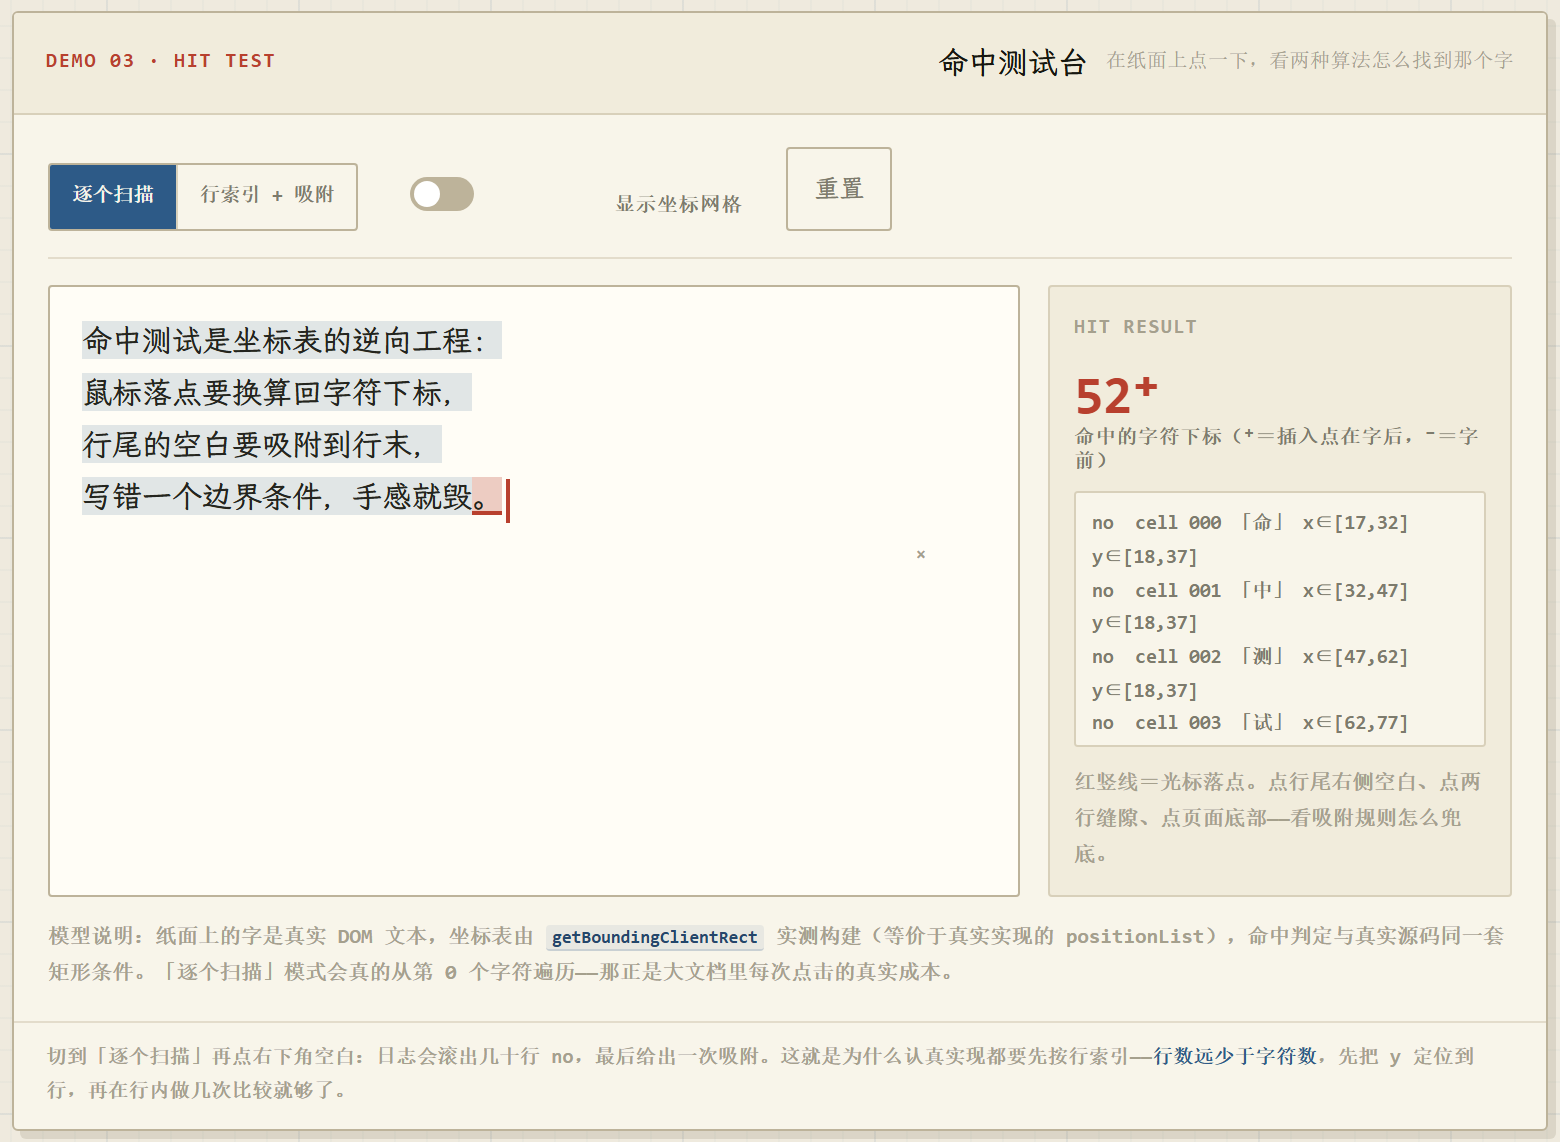 DEMO 03 · HIT TEST
命中测试台 在纸面上点一下，看两种算法怎么找到那个字
逐个扫描 行索引 + 吸附 显示坐标网格 重置
命中测试是坐标表的逆向工程：
鼠标落点要换算回字符下标，
行尾的空白要吸附到行末，
写错一个边界条件，手感就毁。
×
HIT RESULT
52⁺
命中的字符下标（⁺＝插入点在字后，⁻＝字
前）
no  cell 000 「命」 x∈[17,32]
y∈[18,37]
no  cell 001 「中」 x∈[32,47]
y∈[18,37]
no  cell 002 「测」 x∈[47,62]
y∈[18,37]
no  cell 003 「试」 x∈[62,77]
红竖线＝光标落点。点行尾右侧空白、点两
行缝隙、点页面底部——看吸附规则怎么兜
底。
模型说明：纸面上的字是真实 DOM 文本，坐标表由 getBoundingClientRect 实测构建（等价于真实实现的 positionList），命中判定与真实源码同一套
矩形条件。「逐个扫描」模式会真的从第 0 个字符遍历——那正是大文档里每次点击的真实成本。
切到「逐个扫描」再点右下角空白：日志会滚出几十行 no，最后给出一次吸附。这就是为什么认真实现都要先按行索引——行数远少于字符数，先把 y 定位到
行，再在行内做几次比较就够了。